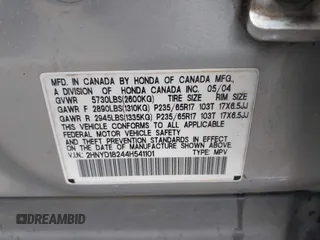 MFD. IN CANADA BY HONDA OF CANADA MFG.,
A DIVISION OF HONDA CANADA INC. 05/04
GVWR 5730LBS(2600KG) TIRE SIZE RIM SIZE
GAWR F 2890LBS(1310KG) P235/65R17 103T 17X6.5JJ
GAWR R 2945LBS(1335KG) P235/65R17 103T 17X6.5JJ
THIS VEHICLE CONFORMS TO ALL APPLICABLE
FEDERAL MOTOR VEHICLE SAFETY STANDARDS IN
EFFECT ON THE DATE OF MANUFACTURE SHOWN ABOVE.
V.I.N.: 2HNYD18244H541101 TYPE: MPV
DREAMBID